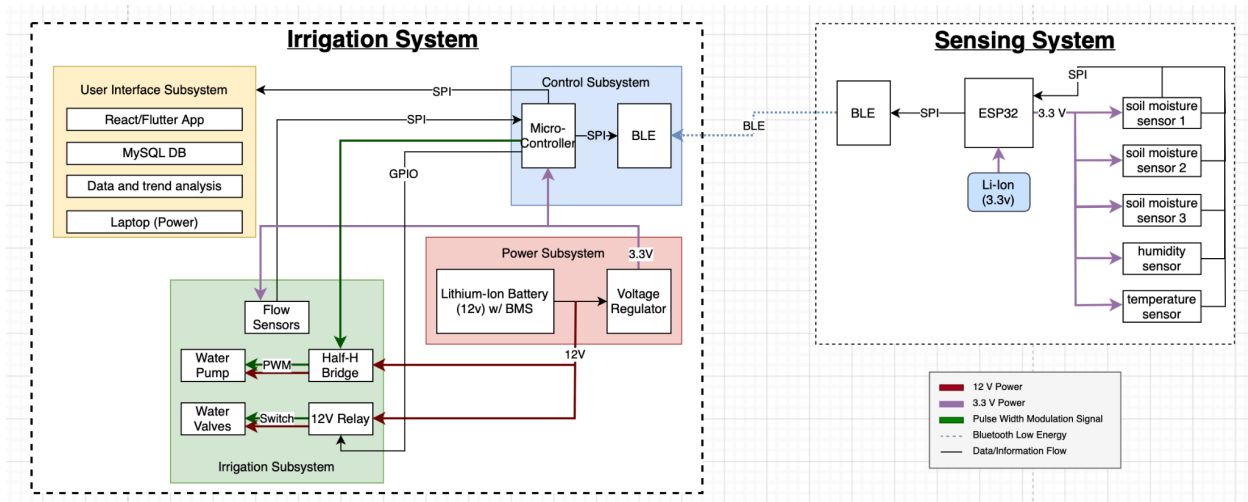 Irrigation System
User Interface Subsystem
React/Flutter App
MySQL DB
Data and trend analysis
Laptop (Power)
SPI
SPI
GPIO
Control Subsystem
Micro-
Controller
SPI
BLE
BLE
Power Subsystem
3.3V
Lithium-Ion Battery
(12v) w/ BMS
Voltage
Regulator
12V
Flow
Sensors
Water
Pump
PWM
Half-H
Bridge
Water
Valves
Switch
12V Relay
Irrigation Subsystem
Sensing System
SPI
BLE
SPI
ESP32
3.3 V
Li-Ion
(3.3v)
soil moisture
sensor 1
soil moisture
sensor 2
soil moisture
sensor 3
humidity
sensor
temperature
sensor
12 V Power
3.3 V Power
Pulse Width Modulation Signal
Bluetooth Low Energy
Data/Information Flow